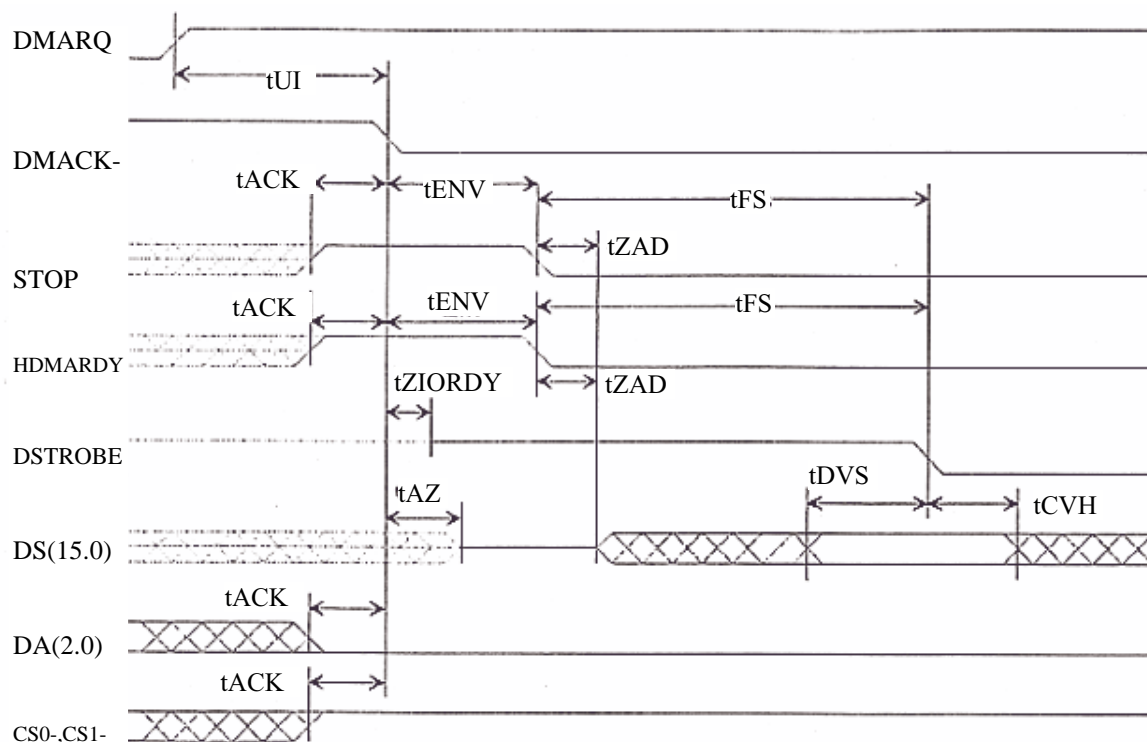 DMARQ
tUI
DMACK-
tACK
tENV
tFS
tZAD
STOP
tACK
tENV
tFS
HDMARDY
tZIORDY
tZAD
DSTROBE
tDVS
tAZ
tCVH
DS(15.0)
tACK
DA(2.0)
tACK
CS0-,CS1-